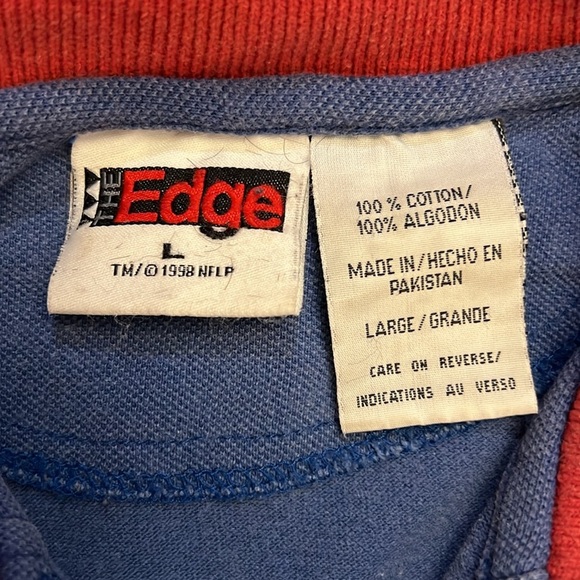 THE Edge
L
TM/© 1998 NFLP
100 % COTTON/
100% ALGODON
MADE IN/HECHO EN
PAKISTAN
LARGE/GRANDE
CARE ON REVERSE/
INDICATIONS AU VERSO